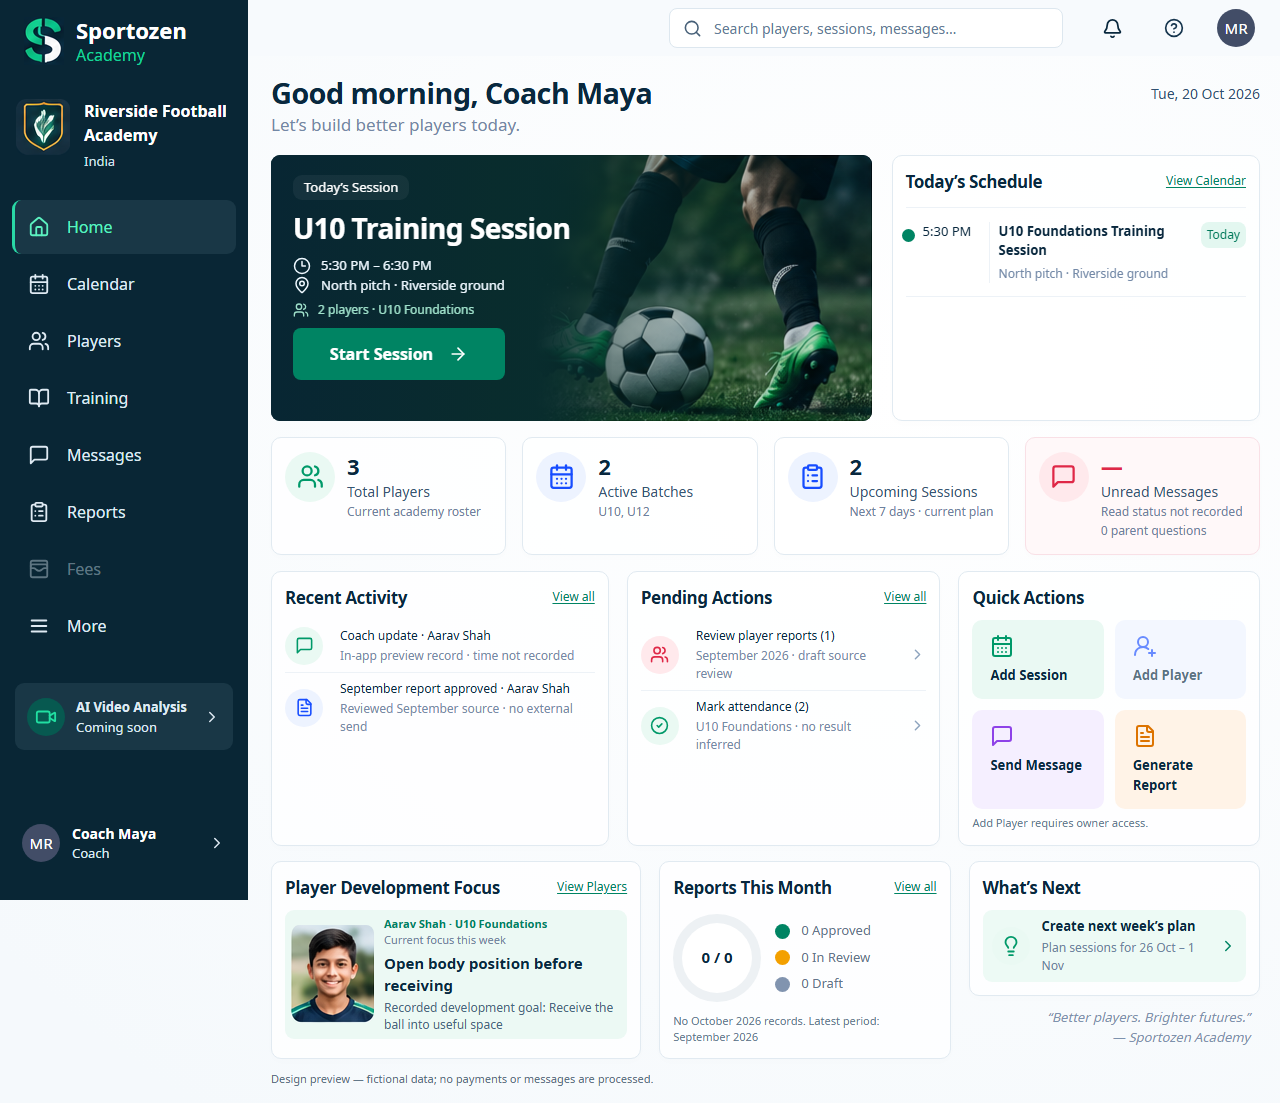 Sportozen
Academy
Riverside Football
Academy
India
Home
Calendar
Players
Training
Messages
Reports
Fees
More
AI Video Analysis
Coming soon
MR
Coach Maya
Coach
Search players, sessions, messages...
MR
Good morning, Coach Maya
Let’s build better players today.
Tue, 20 Oct 2026
Today’s Session
U10 Training Session
5:30 PM – 6:30 PM
North pitch · Riverside ground
2 players · U10 Foundations
Start Session
Today’s Schedule
View Calendar
5:30 PM
U10 Foundations Training
Session
North pitch · Riverside ground
Today
3
Total Players
Current academy roster
2
Active Batches
U10, U12
2
Upcoming Sessions
Next 7 days · current plan
—
Unread Messages
Read status not recorded
0 parent questions
Recent Activity
View all
Coach update · Aarav Shah
In-app preview record · time not recorded
September report approved · Aarav Shah
Reviewed September source · no external
send
Pending Actions
View all
Review player reports (1)
September 2026 · draft source
review
Mark attendance (2)
U10 Foundations · no result
inferred
Quick Actions
Add Session
Add Player
Send Message
Generate
Report
Add Player requires owner access.
Player Development Focus
View Players
Aarav Shah · U10 Foundations
Current focus this week
Open body position before
receiving
Recorded development goal: Receive the
ball into useful space
Reports This Month
View all
0 / 0
0 Approved
0 In Review
0 Draft
No October 2026 records. Latest period:
September 2026
What’s Next
Create next week’s plan
Plan sessions for 26 Oct – 1
Nov
“Better players. Brighter futures.”
— Sportozen Academy
Design preview — fictional data; no payments or messages are processed.